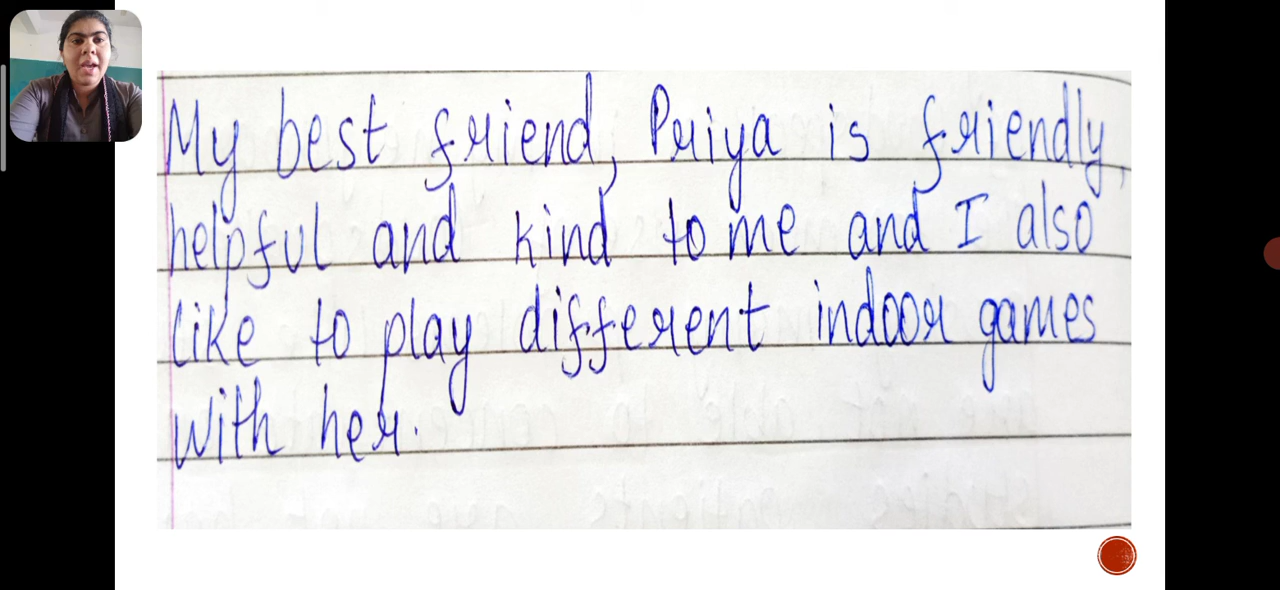 My best friend, Priya is friendly,
helpful and kind to me and I also
like to play different indoor games
with her.